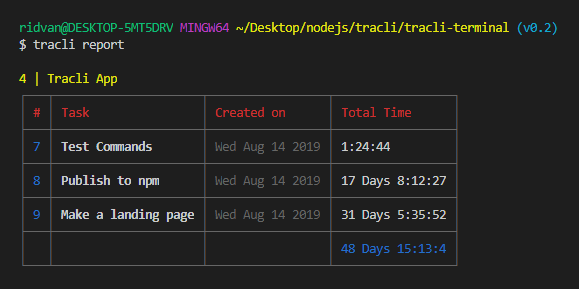 ridvan@DESKTOP-5MT5DRV MINGW64 ~/Desktop/nodejs/tracli/tracli-terminal (v0.2)
$ tracli report
4 | Tracli App
# Task Created on Total Time
7 Test Commands Wed Aug 14 2019 1:24:44
8 Publish to npm Wed Aug 14 2019 17 Days 8:12:27
9 Make a landing page Wed Aug 14 2019 31 Days 5:35:52
48 Days 15:13:4